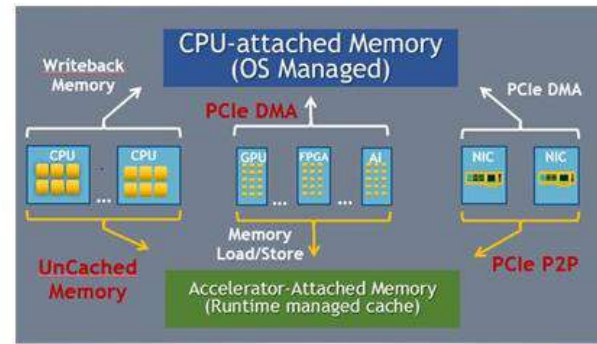 CPU-attached Memory
(OS Managed)
Writeback
Memory
PCIe DMA
PCIe DMA
CPU
CPU
GPU
FPGA
AI
NIC
NIC
...
...
...
Memory
Load/Store
UnCached
Memory
PCIe P2P
Accelerator-Attached Memory
(Runtime managed cache)